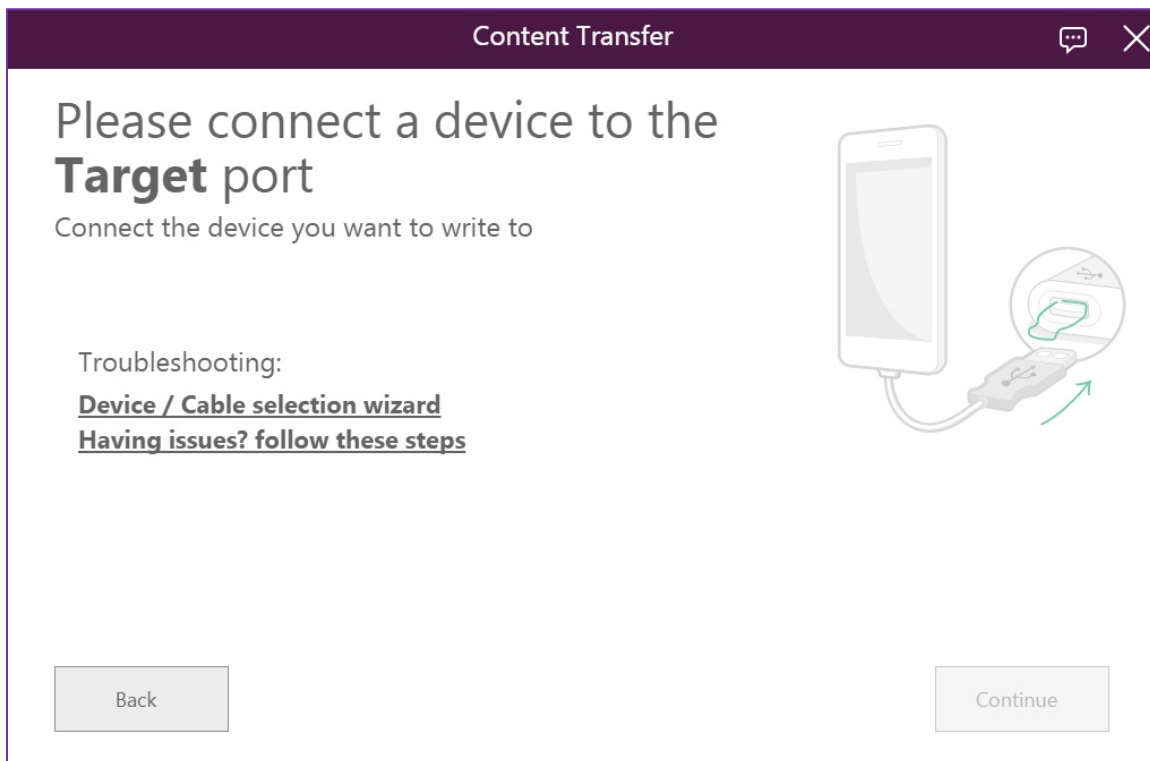 Content Transfer
Please connect a device to the
Target port
Connect the device you want to write to
Troubleshooting:
Device / Cable selection wizard
Having issues? follow these steps
Back
Continue